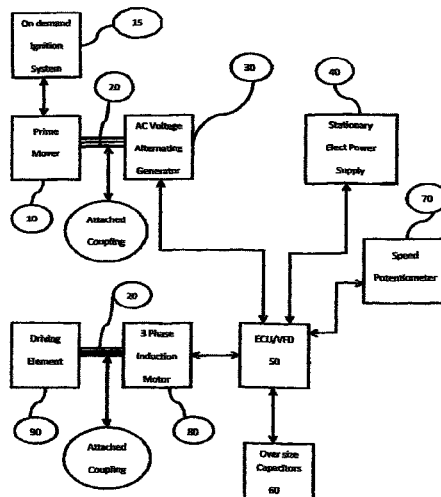 On demand
Ignition
System
15
20
30
40
Prime
Mover
AC Voltage
Alternating
Generator
Stationary
Elect Power
Supply
10
Attached Coupling
70
Speed
Potentiometer
20
Driving
Element
3 Phase
Induction
Motor
ECU/VFD
50
90
Attached
Coupling
80
Over size
Capacitors
60